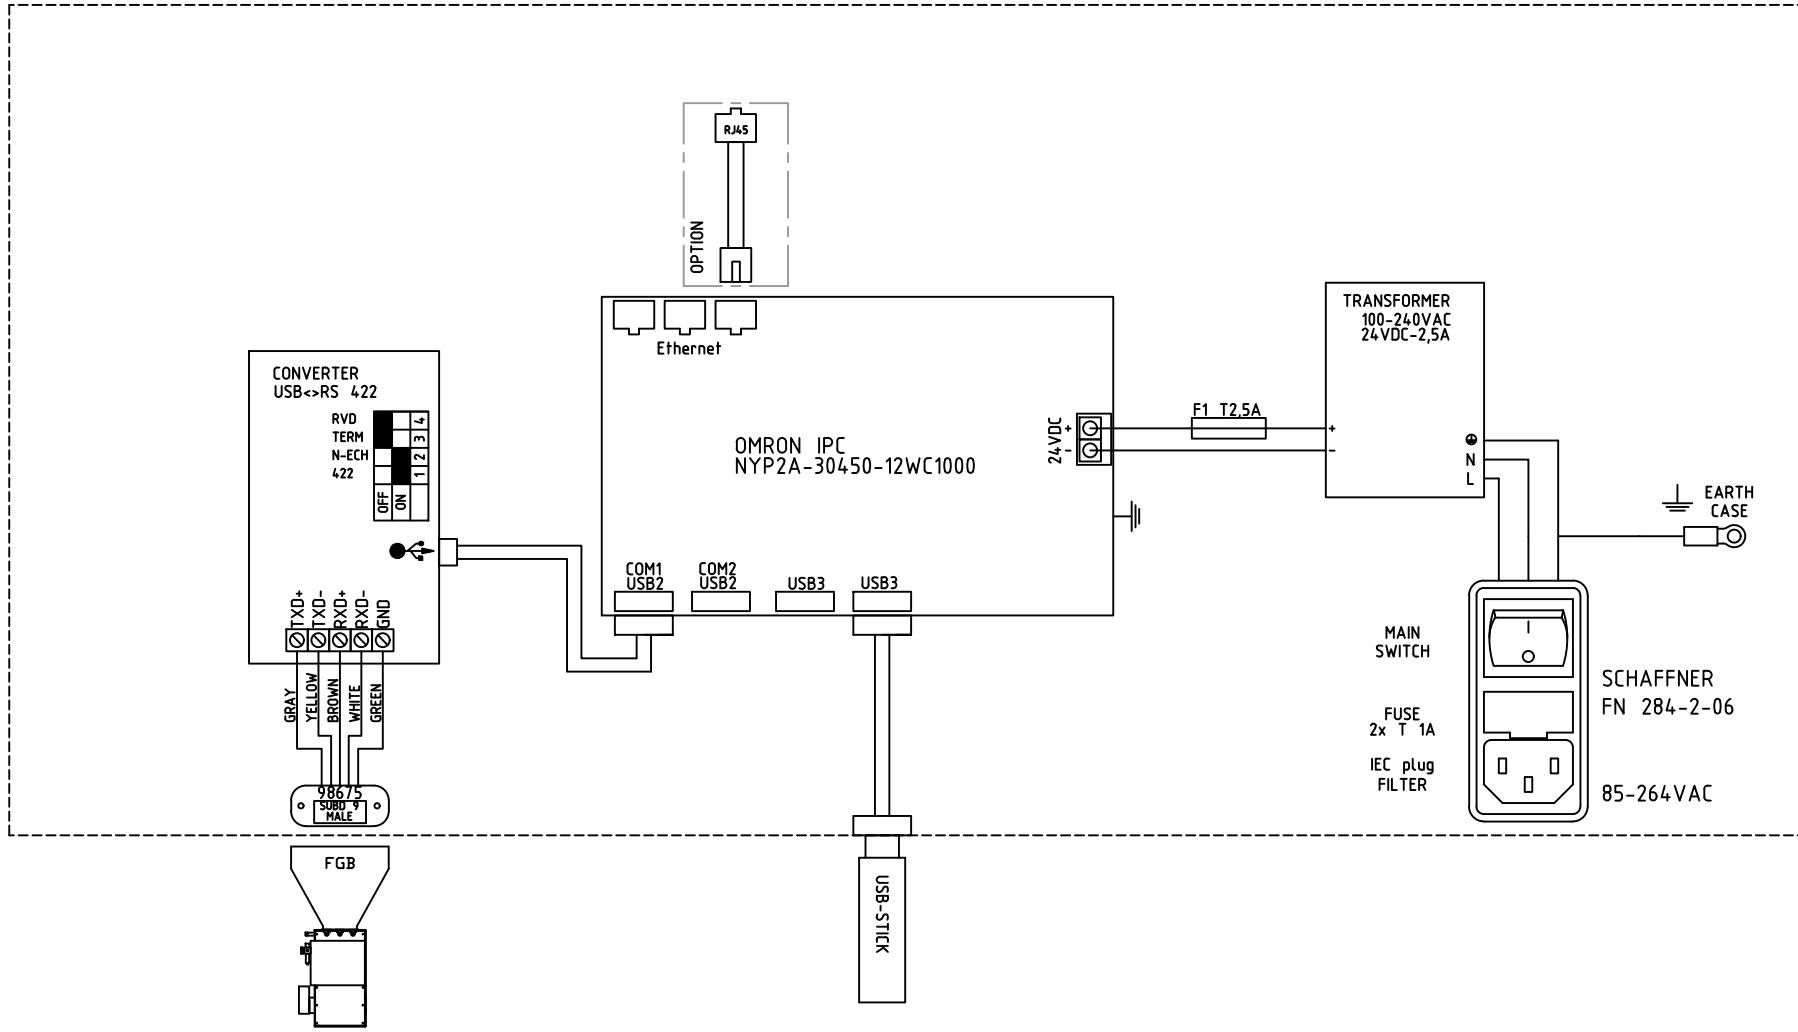 RJ45
OPTION
Ethernet
TRANSFORMER
100-240VAC
24VDC-2,5A
CONVERTER
USB<>RS 422
RVD
TERM
N-ECH
422
4
3
2
1
OFF
ON
F1 T2,5A
OMRON IPC
NYP2A-30450-12WC1000
24VDC
+
-
+
-
N
L
EARTH
CASE
COM1
USB2
COM2
USB2
USB3
USB3
TXD+
TXD-
RXD+
RXD-
GND
MAIN
SWITCH
GRAY
YELLOW
BROWN
WHITE
GREEN
SCHAFFNER
FN 284-2-06
FUSE
2x T 1A
IEC plug
FILTER
85-264VAC
98675
SUBD 9
MALE
FGB
USB-STICK